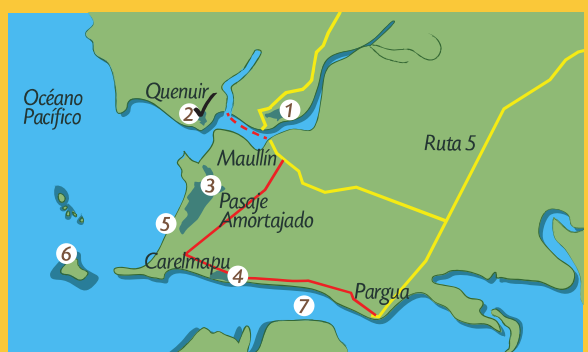 Quenuir
Océano
Pacífico
2
1
Ruta 5
Maullín
3
Pasaje
Amortajado
5
6
Carelmapu
4
7
Pargua